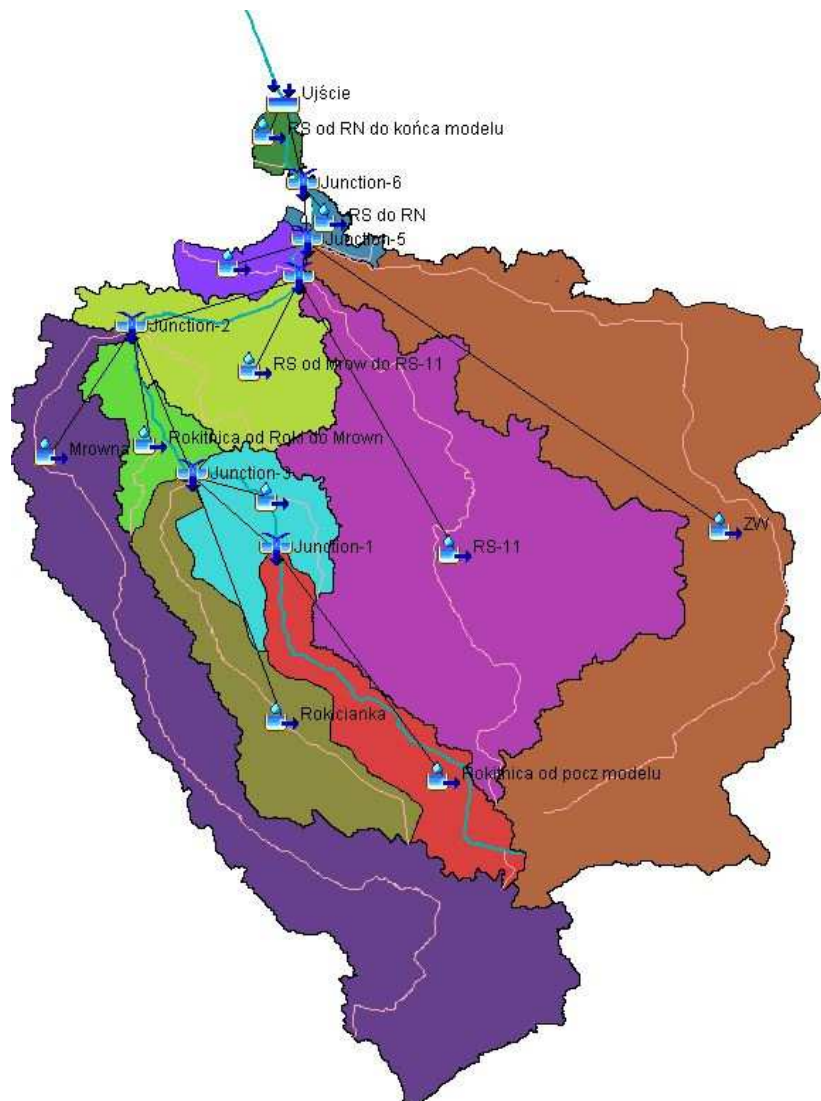 Ujście
RS od RN do końca modelu
Junction-6
RS do RN
Junction-5
Junction-2
RS od Mrow do RS-11
Rokitnica od Roki do Mrown
Mrowna
Junction-3
Junction-1
RS-11
ZW
Rokicianka
Rokitnica od pocz modelu